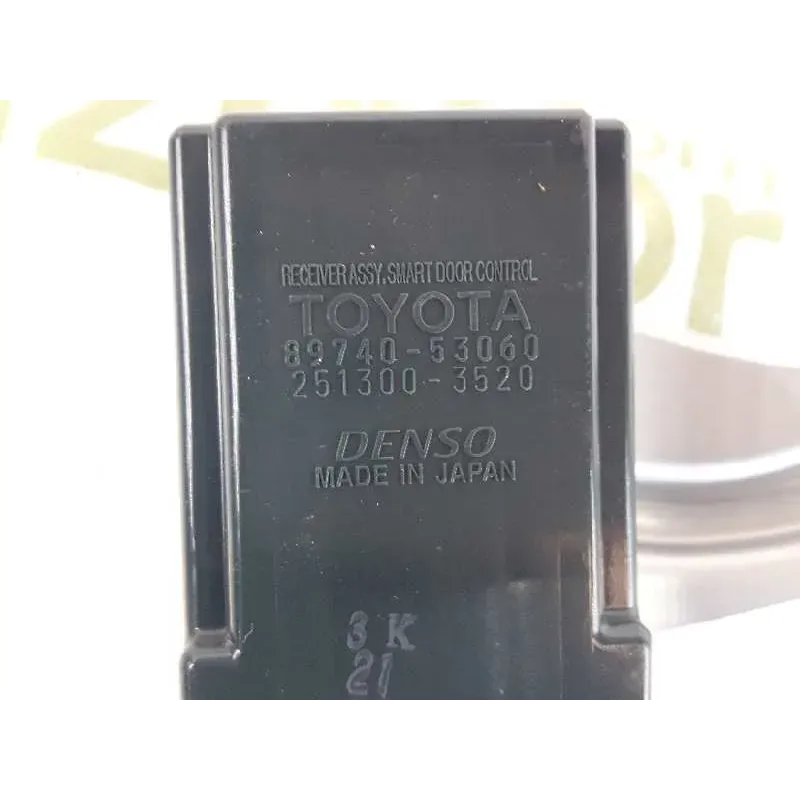 RECEIVER ASSY, SMART DOOR CONTROL
TOYOTA
89740-53060
251300-3520
DENSO
MADE IN JAPAN
3 K
21